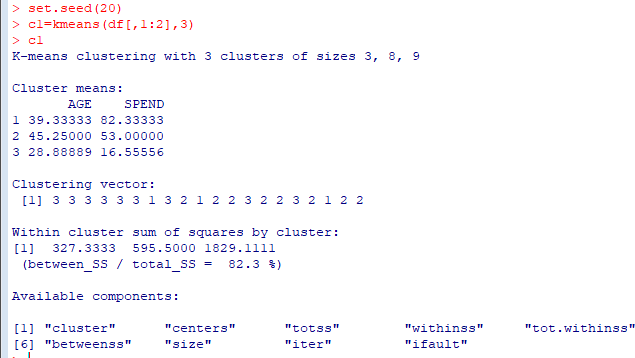 > set.seed(20)
> cl=kmeans(df[,1:2],3)
> cl
K-means clustering with 3 clusters of sizes 3, 8, 9
Cluster means:
AGE SPEND
1 39.33333 82.33333
2 45.25000 53.00000
3 28.88889 16.55556
Clustering vector:
[1] 3 3 3 3 3 3 1 3 2 1 2 2 3 2 2 3 2 1 2 2
Within cluster sum of squares by cluster:
[1] 327.3333 595.5000 1829.1111
(between_SS / total_SS = 82.3 %)
Available components:
[1] "cluster" "centers" "totss" "withinss" "tot.withinss"
[6] "betweenss" "size" "iter" "ifault"
>